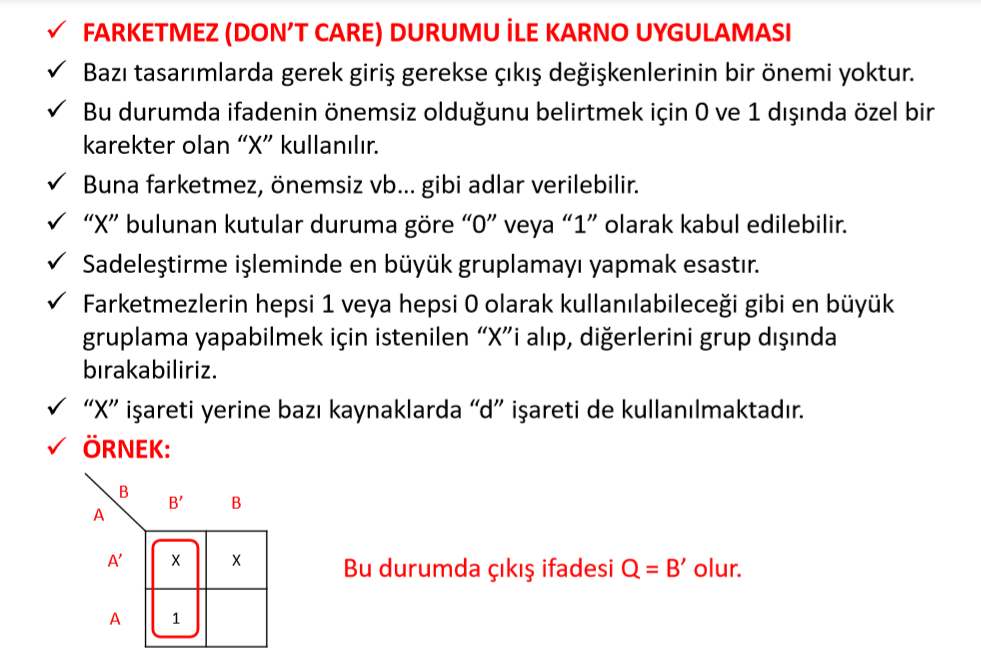 ✓ FARKETMEZ (DON’T CARE) DURUMU İLE KARNO UYGULAMASI
✓ Bazı tasarımlarda gerek giriş gerekse çıkış değişkenlerinin bir önemi yoktur.
✓ Bu durumda ifadenin önemsiz olduğunu belirtmek için 0 ve 1 dışında özel bir
karekter olan “X” kullanılır.
✓ Buna farketmez, önemsiz vb... gibi adlar verilebilir.
✓ “X” bulunan kutular duruma göre “0” veya “1” olarak kabul edilebilir.
✓ Sadeleştirme işleminde en büyük gruplamayı yapmak esastır.
✓ Farketmezlerin hepsi 1 veya hepsi 0 olarak kullanılabileceği gibi en büyük
gruplama yapabilmek için istenilen “X”i alıp, diğerlerini grup dışında
bırakabiliriz.
✓ “X” işareti yerine bazı kaynaklarda “d” işareti de kullanılmaktadır.
✓ ÖRNEK:
B
B’ B
A
A’ X X
Bu durumda çıkış ifadesi Q = B’ olur.
A 1